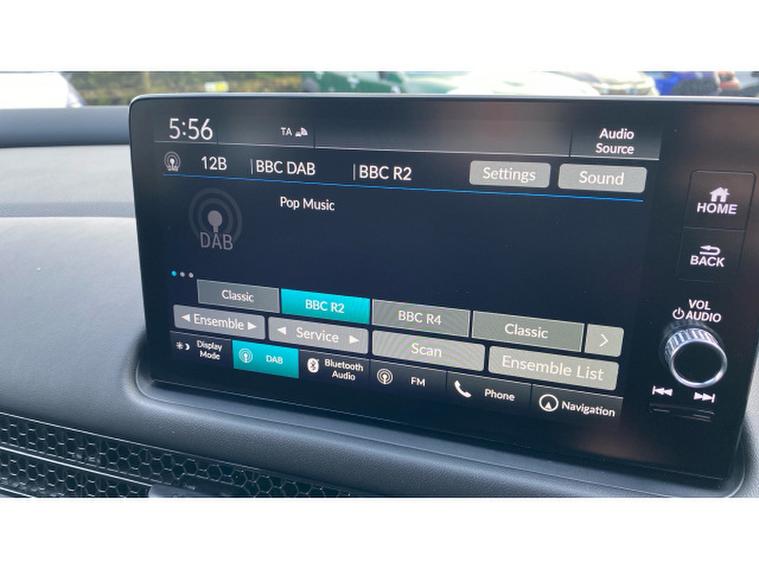 5:56
TA
Audio
Source
12B
BBC DAB
BBC R2
Settings
Sound
Pop Music
DAB
HOME
BACK
VOL
AUDIO
Classic
BBC R2
BBC R4
Classic
Ensemble
Service
Scan
Ensemble List
Display
Mode
DAB
Bluetooth
Audio
FM
Phone
Navigation